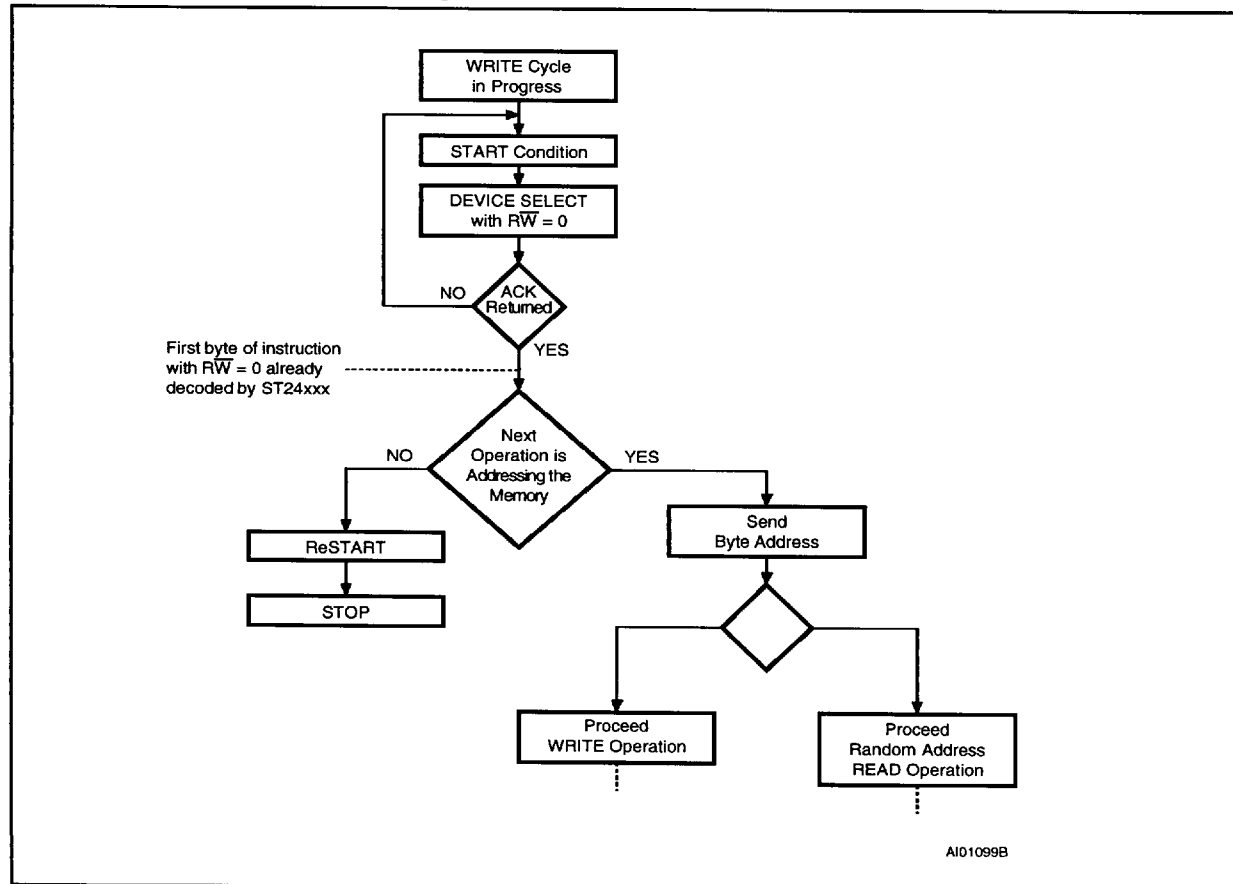 WRITE Cycle
in Progress
START Condition
DEVICE SELECT
with RW̅ = 0
NO
ACK
Returned
YES
First byte of instruction
with RW̅ = 0 already
decoded by ST24xxx
Next
Operation is
Addressing the
Memory
NO
YES
ReSTART
STOP
Send
Byte Address
Proceed
WRITE Operation
Proceed
Random Address
READ Operation
AI01099B